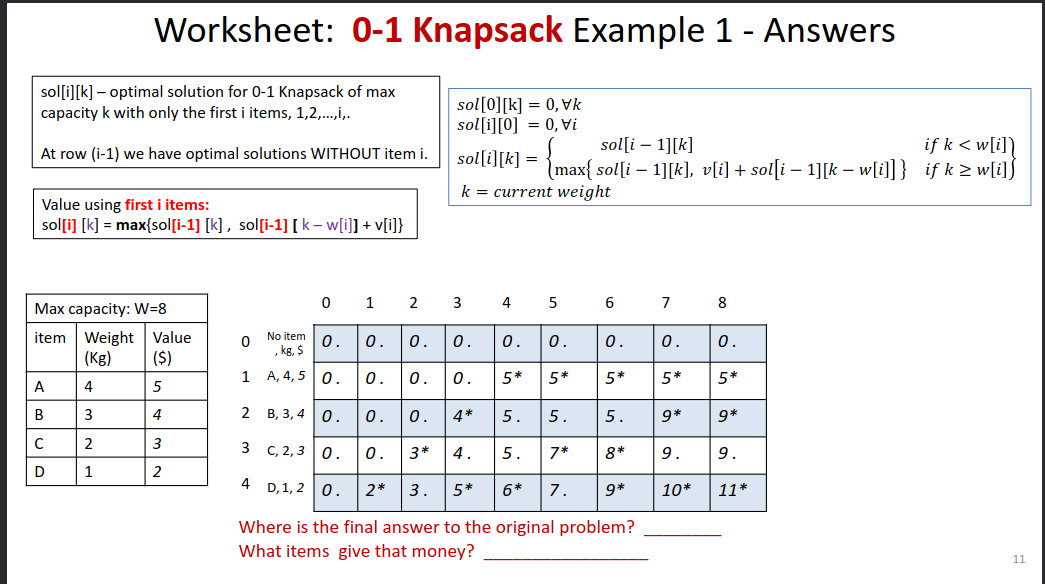 Worksheet: 0-1 Knapsack Example 1 - Answers
sol[i][k] – optimal solution for 0-1 Knapsack of max
capacity k with only the first i items, 1,2,...,i,.
At row (i-1) we have optimal solutions WITHOUT item i.
sol[0][k] = 0, ∀k
sol[i][0] = 0, ∀i
sol[i][k] = { sol[i − 1][k] if k < w[i] }
max{ sol[i − 1][k], v[i] + sol[i − 1][k − w[i]] } if k ≥ w[i]
k = current weight
Value using first i items:
sol[i] [k] = max{sol[i-1] [k] , sol[i-1] [ k – w[i]] + v[i]}
Max capacity: W=8
item Weight (Kg) Value ($)
A 4 5
B 3 4
C 2 3
D 1 2
0 1 2 3 4 5 6 7 8
0 No item , kg, $ 0. 0. 0. 0. 0. 0. 0. 0. 0.
1 A, 4, 5 0. 0. 0. 0. 5* 5* 5* 5* 5*
2 B, 3, 4 0. 0. 0. 4* 5. 5. 5. 9* 9*
3 C, 2, 3 0. 0. 3* 4. 5. 7* 8* 9. 9.
4 D, 1, 2 0. 2* 3. 5* 6* 7. 9* 10* 11*
Where is the final answer to the original problem? ________
What items give that money? _________________
11